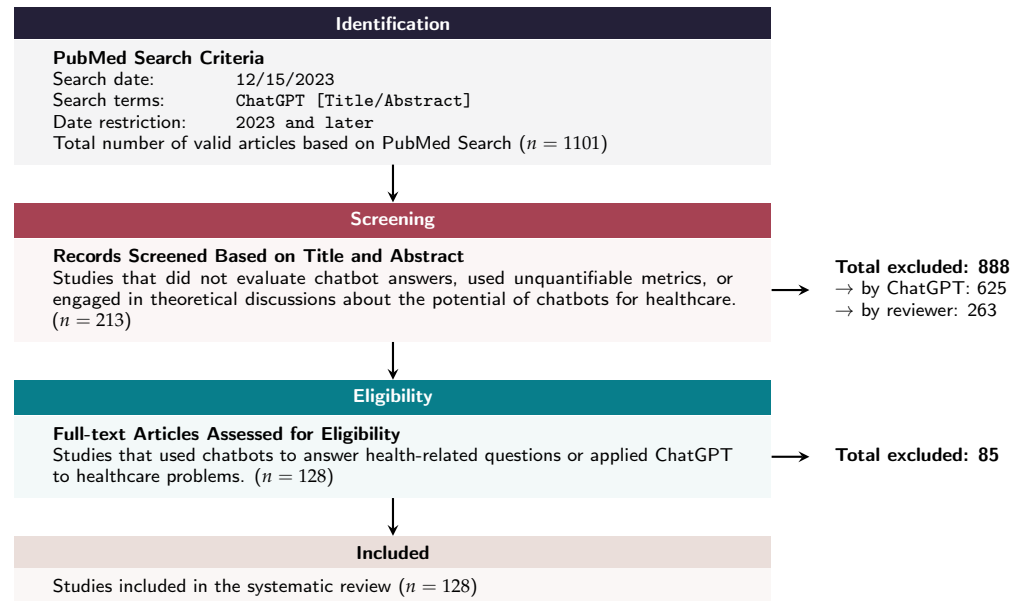 Identification
PubMed Search Criteria
Search date: 12/15/2023
Search terms: ChatGPT [Title/Abstract]
Date restriction: 2023 and later
Total number of valid articles based on PubMed Search (n = 1101)
Screening
Records Screened Based on Title and Abstract
Studies that did not evaluate chatbot answers, used unquantifiable metrics, or
engaged in theoretical discussions about the potential of chatbots for healthcare.
(n = 213)
Total excluded: 888
→ by ChatGPT: 625
→ by reviewer: 263
Eligibility
Full-text Articles Assessed for Eligibility
Studies that used chatbots to answer health-related questions or applied ChatGPT
to healthcare problems. (n = 128)
Total excluded: 85
Included
Studies included in the systematic review (n = 128)